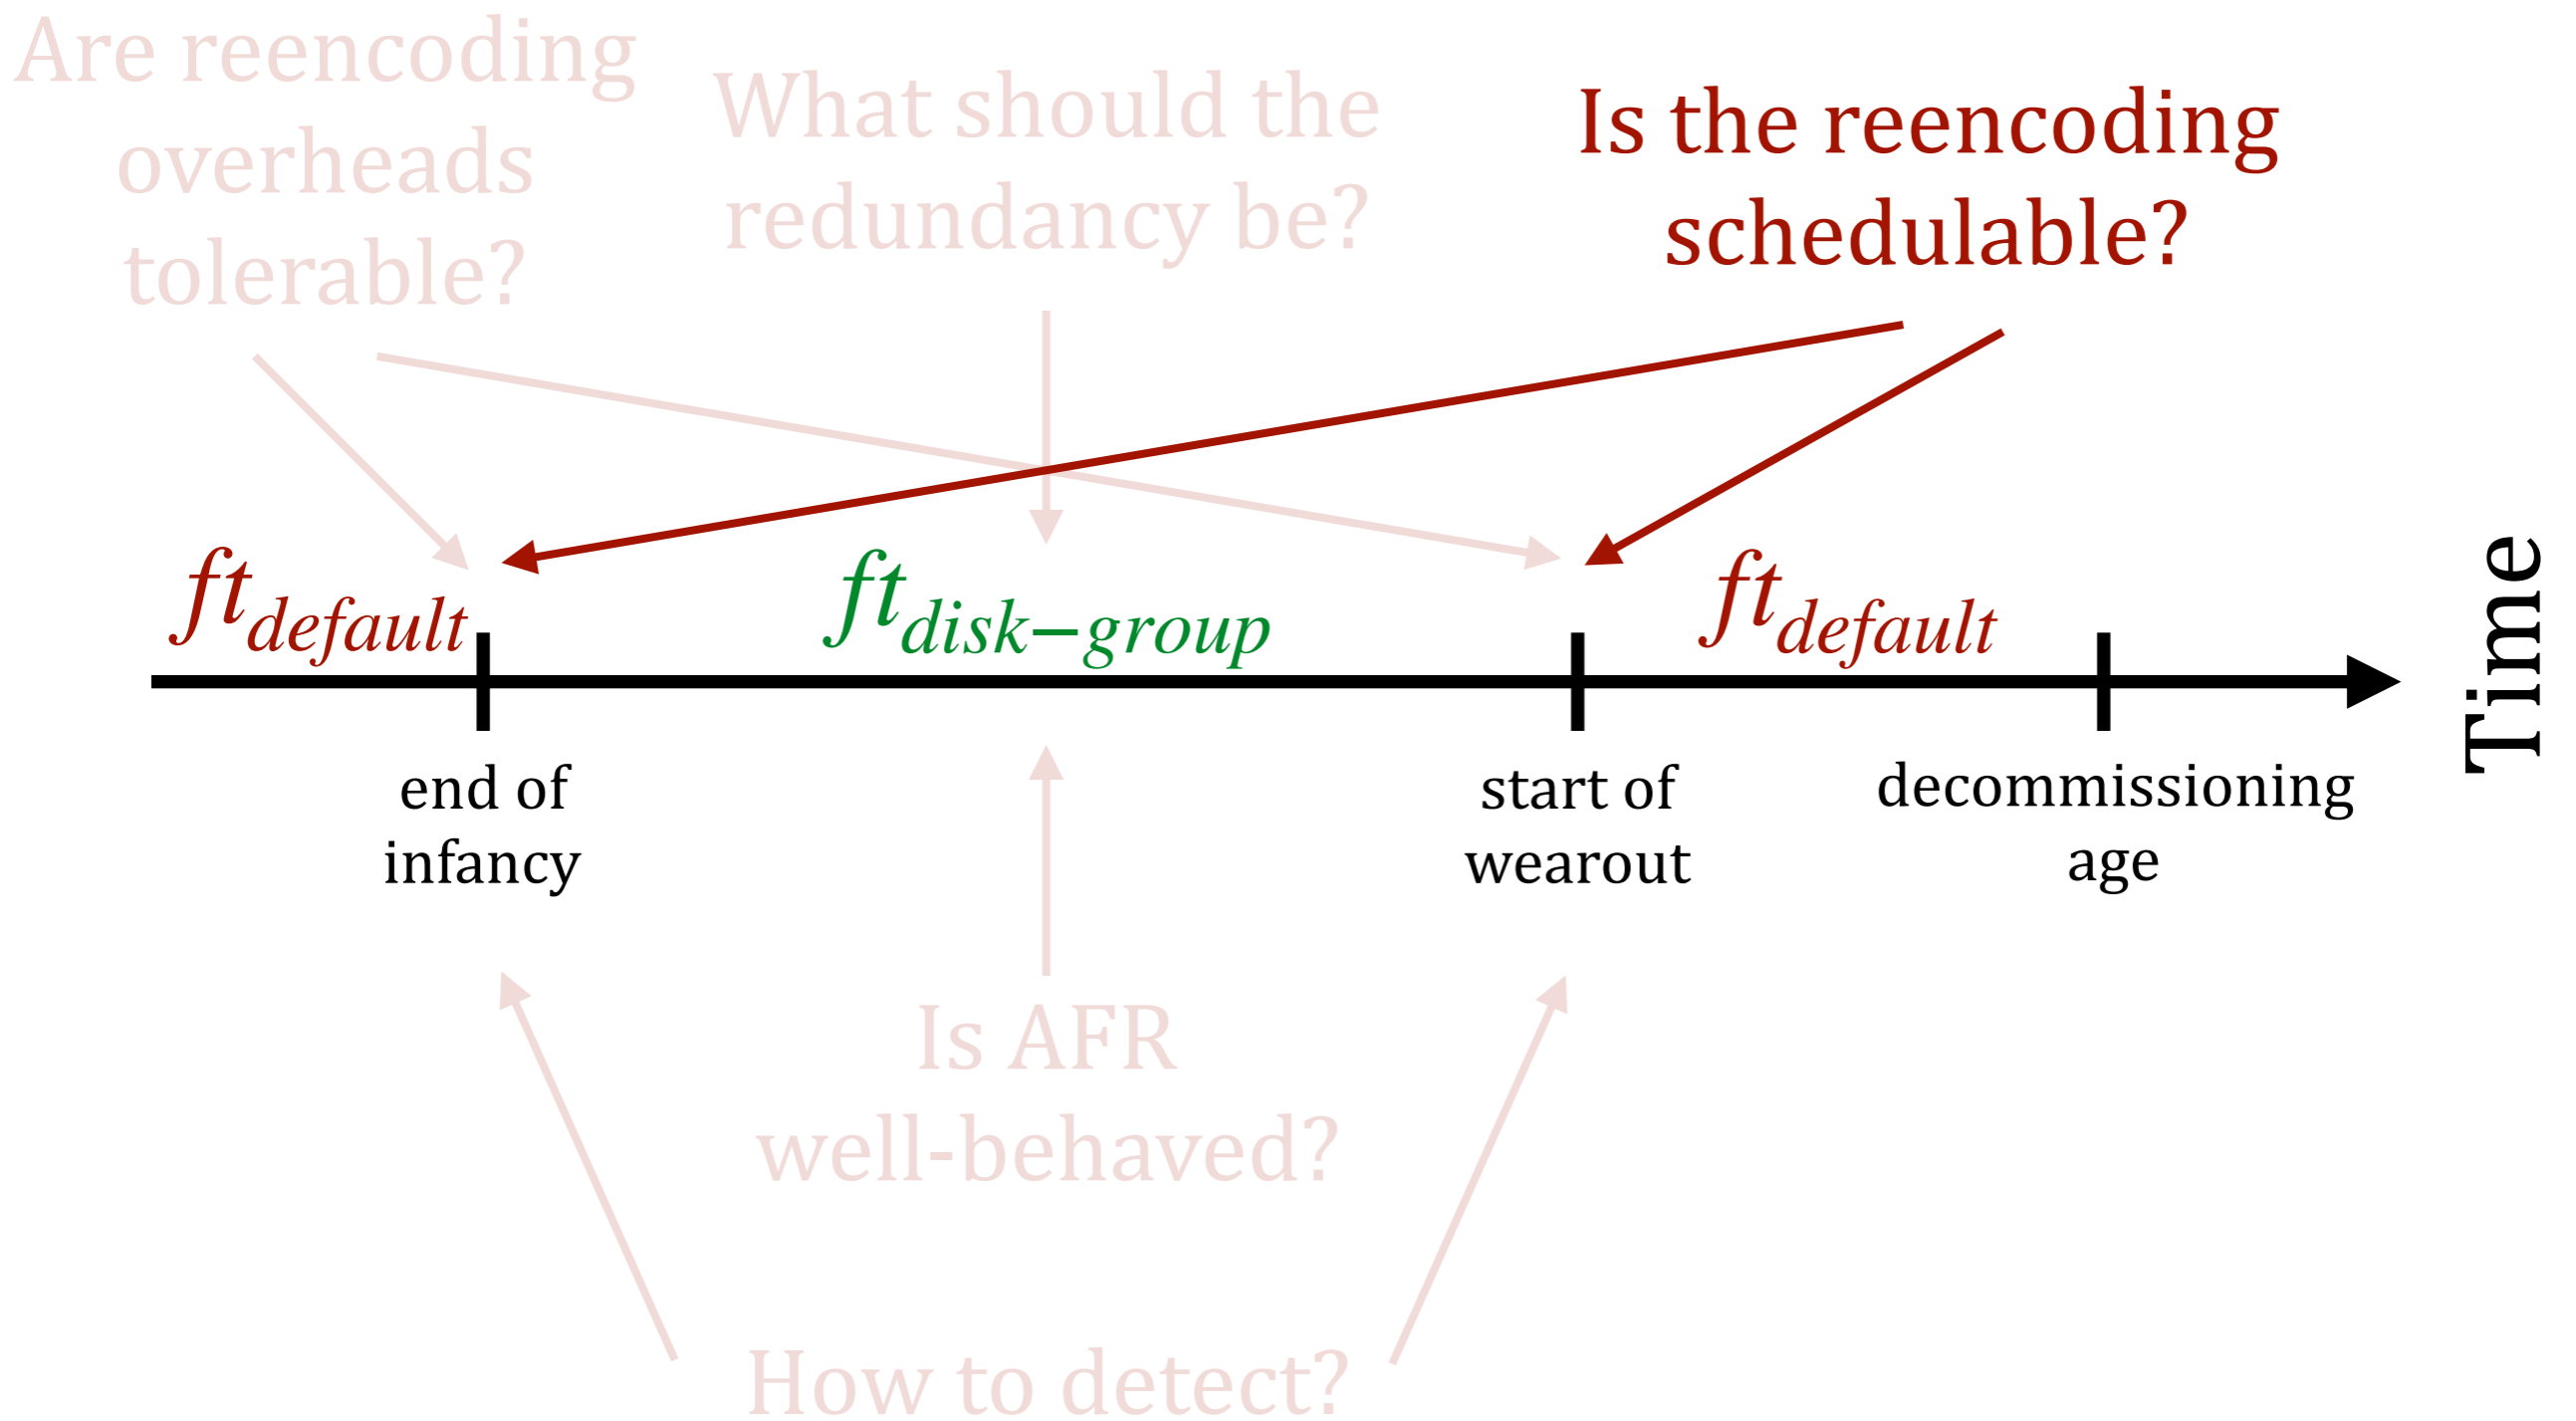 Are reencoding
overheads
tolerable?
What should the
redundancy be?
Is the reencoding
schedulable?
ft_default
ft_disk−group
ft_default
Time
end of
infancy
start of
wearout
decommissioning
age
Is AFR
well-behaved?
How to detect?